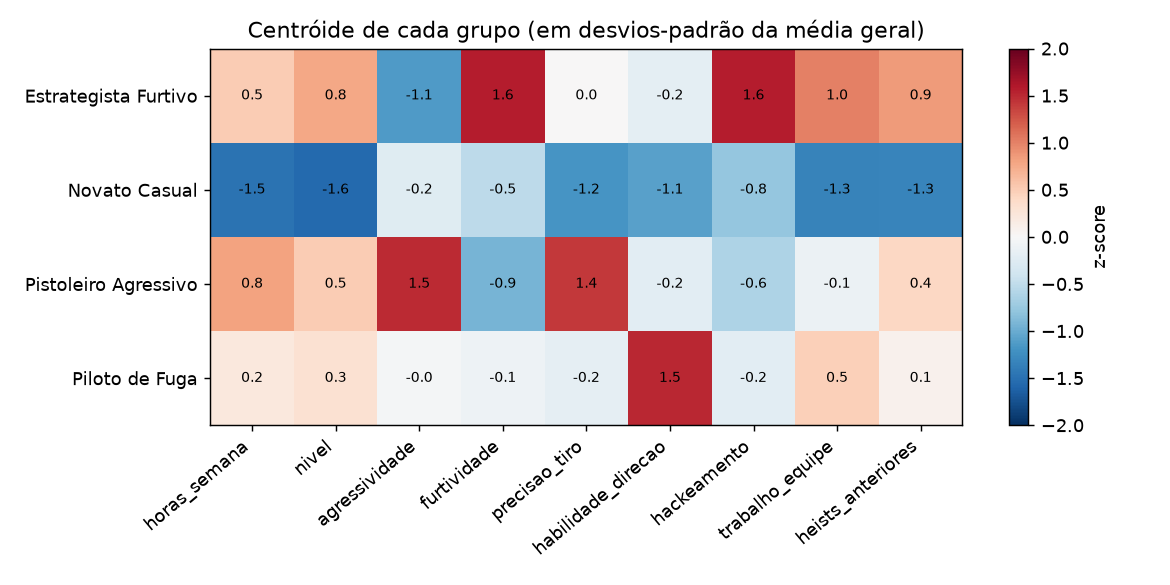 Centróide de cada grupo (em desvios-padrão da média geral)
Estrategista Furtivo 0.5 0.8 -1.1 1.6 0.0 -0.2 1.6 1.0 0.9
Novato Casual -1.5 -1.6 -0.2 -0.5 -1.2 -1.1 -0.8 -1.3 -1.3
Pistoleiro Agressivo 0.8 0.5 1.5 -0.9 1.4 -0.2 -0.6 -0.1 0.4
Piloto de Fuga 0.2 0.3 -0.0 -0.1 -0.2 1.5 -0.2 0.5 0.1
horas_semana
nivel
agressividade
furtividade
precisao_tiro
habilidade_direcao
hackeamento
trabalho_equipe
heists_anteriores
2.0
1.5
1.0
0.5
0.0
−0.5
−1.0
−1.5
−2.0
z-score